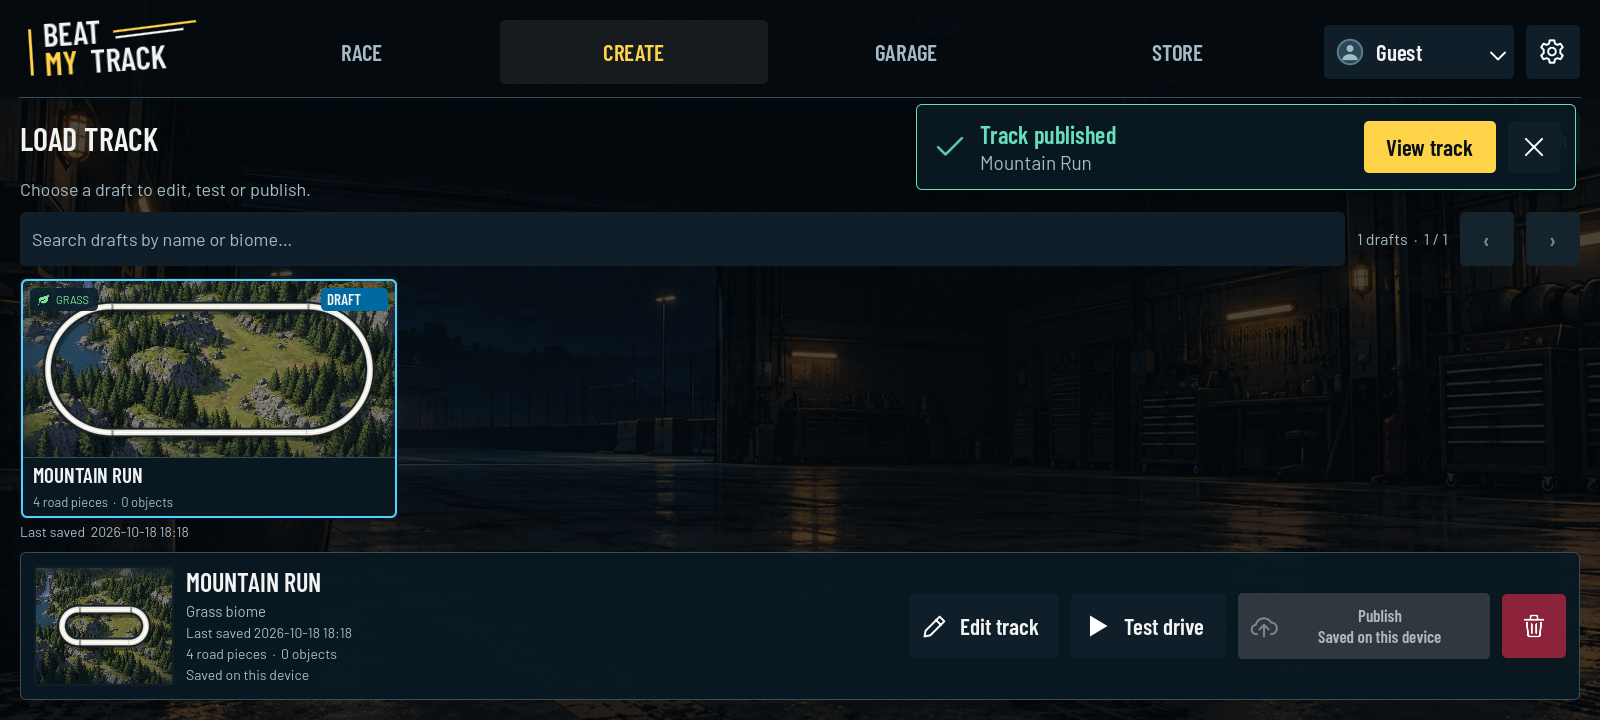 BEAT
MY TRACK
RACE
CREATE
GARAGE
STORE
Guest
LOAD TRACK
Track published
Mountain Run
View track
Choose a draft to edit, test or publish.
Search drafts by name or biome...
1 drafts · 1 / 1
‹
›
GRASS
DRAFT
MOUNTAIN RUN
4 road pieces · 0 objects
Last saved 2026-10-18 18:18
MOUNTAIN RUN
Grass biome
Last saved 2026-10-18 18:18
4 road pieces · 0 objects
Saved on this device
Edit track
Test drive
Publish
Saved on this device